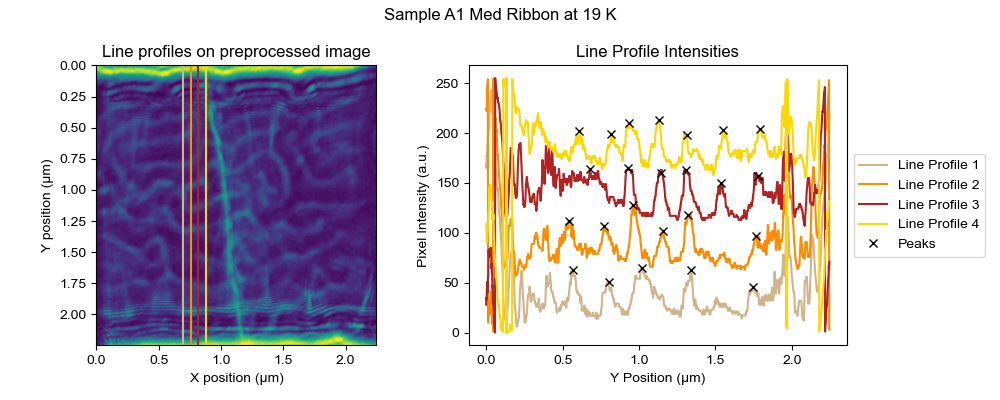 Sample A1 Med Ribbon at 19 K
Line profiles on preprocessed image
Line Profile Intensities
0.00
0.25
0.50
0.75
1.00
1.25
1.50
1.75
2.00
Y position (μm)
0.0
0.5
1.0
1.5
2.0
X position (μm)
250
200
150
100
50
0
Pixel Intensity (a.u.)
0.0
0.5
1.0
1.5
2.0
Y Position (μm)
Line Profile 1
Line Profile 2
Line Profile 3
Line Profile 4
Peaks